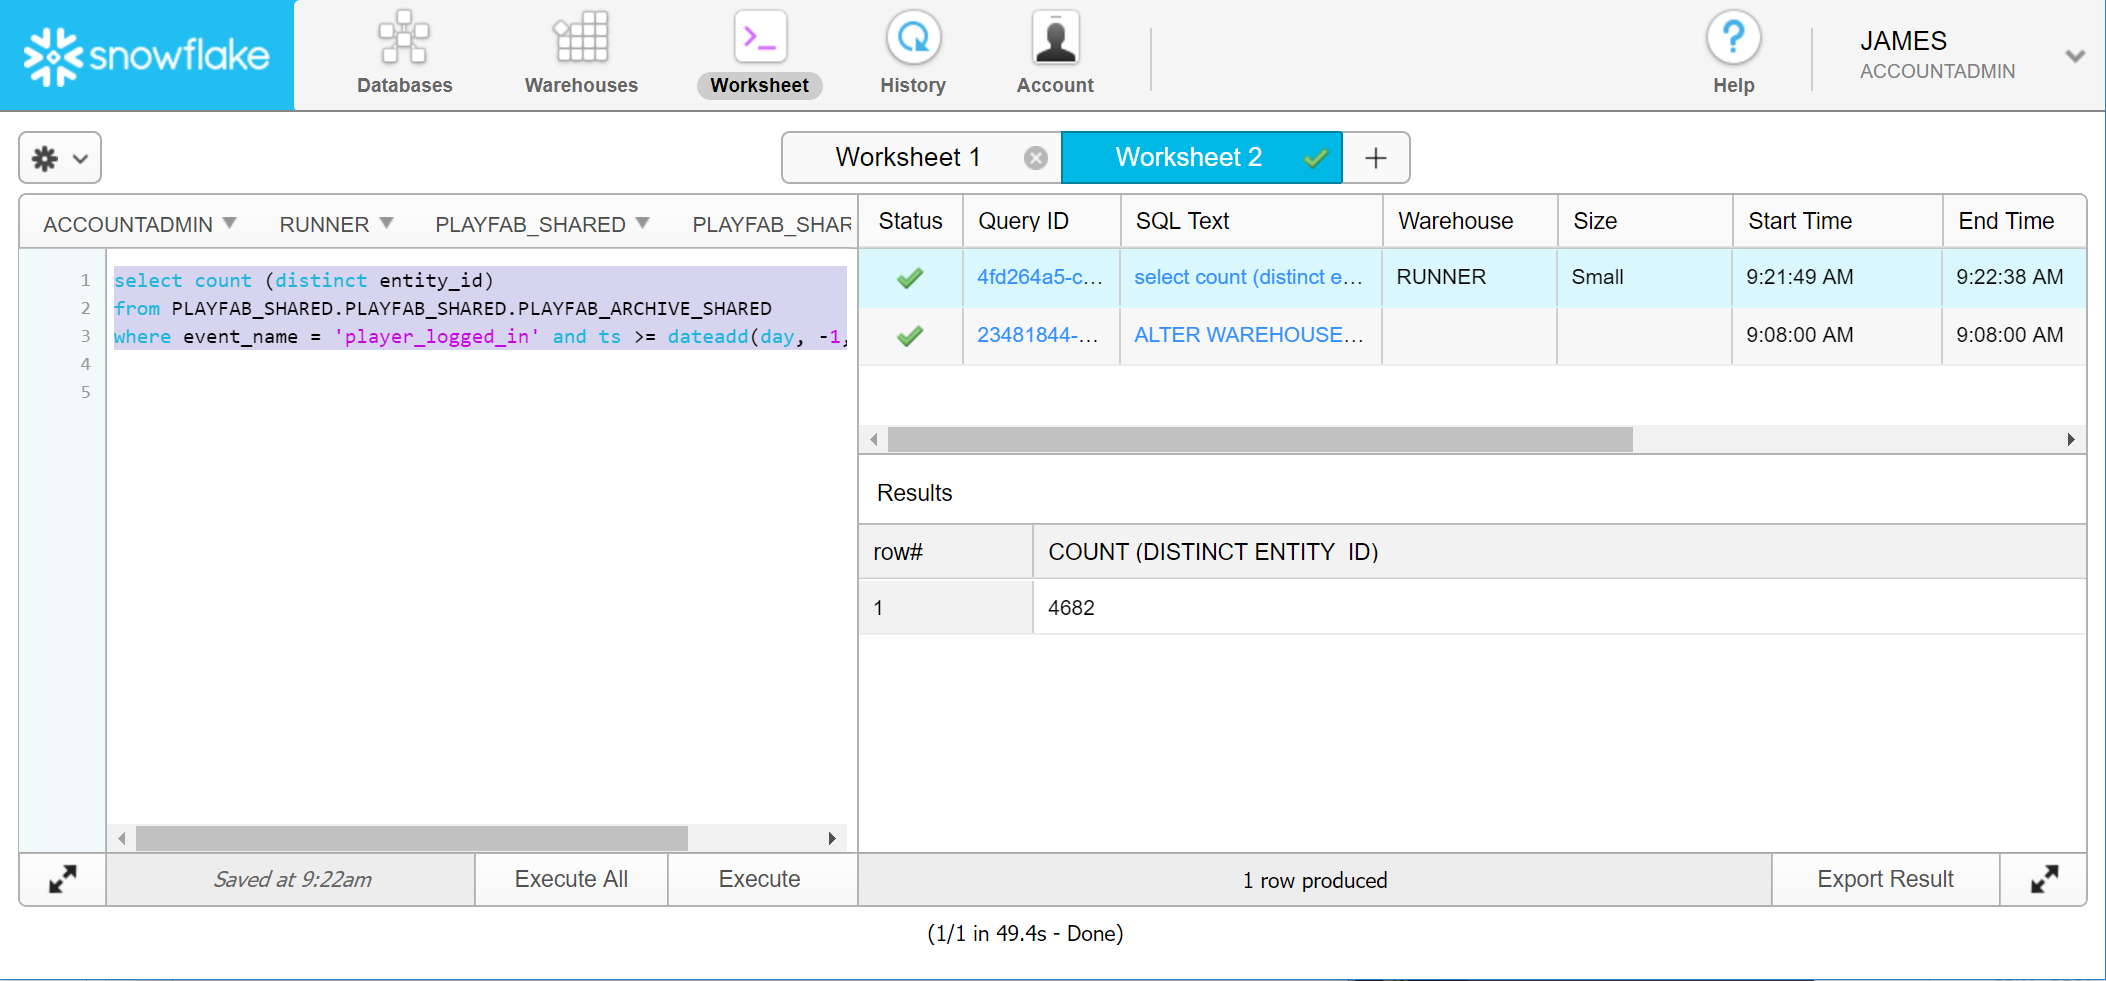 snowflake
Databases
Warehouses
>_
Worksheet
History
Account
?
Help
JAMES
ACCOUNTADMIN
Worksheet 1
Worksheet 2
+
ACCOUNTADMIN RUNNER PLAYFAB_SHARED PLAYFAB_SHAR
1 select count (distinct entity_id)
2 from PLAYFAB_SHARED.PLAYFAB_SHARED.PLAYFAB_ARCHIVE_SHARED
3 where event_name = 'player_logged_in' and ts >= dateadd(day, -1,
4
5
Saved at 9:22am
Execute All
Execute
Status Query ID SQL Text Warehouse Size Start Time End Time
4fd264a5-c... select count (distinct e... RUNNER Small 9:21:49 AM 9:22:38 AM
23481844-... ALTER WAREHOUSE... 9:08:00 AM 9:08:00 AM
Results
row# COUNT (DISTINCT ENTITY ID)
1 4682
1 row produced
Export Result
(1/1 in 49.4s - Done)